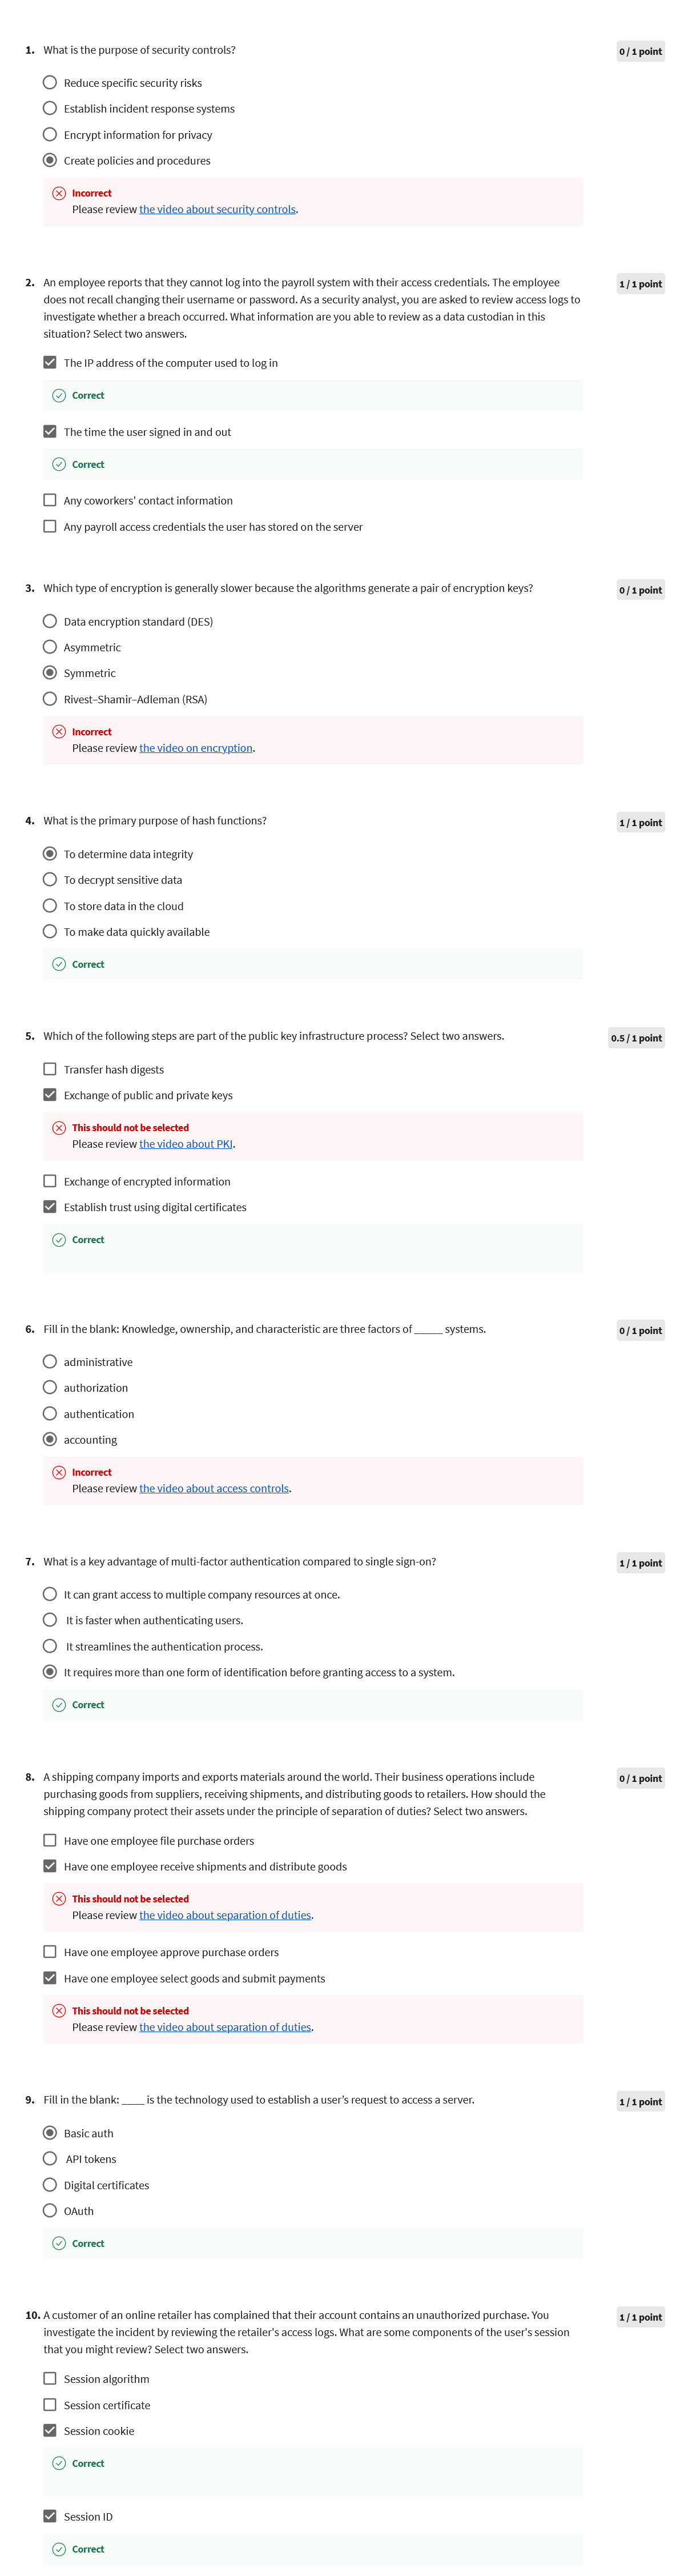 1. What is the purpose of security controls?
0 / 1 point
Reduce specific security risks
Establish incident response systems
Encrypt information for privacy
Create policies and procedures
Incorrect
Please review the video about security controls.
2. An employee reports that they cannot log into the payroll system with their access credentials. The employee
does not recall changing their username or password. As a security analyst, you are asked to review access logs to
investigate whether a breach occurred. What information are you able to review as a data custodian in this
situation? Select two answers.
1 / 1 point
The IP address of the computer used to log in
Correct
The time the user signed in and out
Correct
Any coworkers' contact information
Any payroll access credentials the user has stored on the server
3. Which type of encryption is generally slower because the algorithms generate a pair of encryption keys?
0 / 1 point
Data encryption standard (DES)
Asymmetric
Symmetric
Rivest–Shamir–Adleman (RSA)
Incorrect
Please review the video on encryption.
4. What is the primary purpose of hash functions?
1 / 1 point
To determine data integrity
To decrypt sensitive data
To store data in the cloud
To make data quickly available
Correct
5. Which of the following steps are part of the public key infrastructure process? Select two answers.
0.5 / 1 point
Transfer hash digests
Exchange of public and private keys
This should not be selected
Please review the video about PKI.
Exchange of encrypted information
Establish trust using digital certificates
Correct
6. Fill in the blank: Knowledge, ownership, and characteristic are three factors of _____ systems.
0 / 1 point
administrative
authorization
authentication
accounting
Incorrect
Please review the video about access controls.
7. What is a key advantage of multi-factor authentication compared to single sign-on?
1 / 1 point
It can grant access to multiple company resources at once.
It is faster when authenticating users.
It streamlines the authentication process.
It requires more than one form of identification before granting access to a system.
Correct
8. A shipping company imports and exports materials around the world. Their business operations include
purchasing goods from suppliers, receiving shipments, and distributing goods to retailers. How should the
shipping company protect their assets under the principle of separation of duties? Select two answers.
0 / 1 point
Have one employee file purchase orders
Have one employee receive shipments and distribute goods
This should not be selected
Please review the video about separation of duties.
Have one employee approve purchase orders
Have one employee select goods and submit payments
This should not be selected
Please review the video about separation of duties.
9. Fill in the blank: ____ is the technology used to establish a user’s request to access a server.
1 / 1 point
Basic auth
API tokens
Digital certificates
OAuth
Correct
10. A customer of an online retailer has complained that their account contains an unauthorized purchase. You
investigate the incident by reviewing the retailer's access logs. What are some components of the user's session
that you might review? Select two answers.
1 / 1 point
Session algorithm
Session certificate
Session cookie
Correct
Session ID
Correct